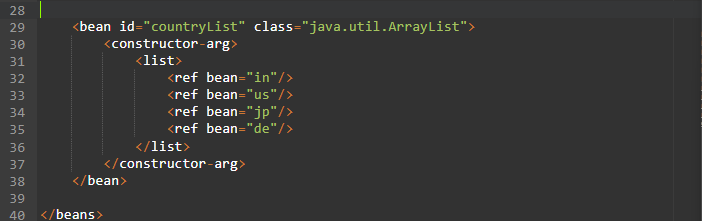 28
29 <bean id="countryList" class="java.util.ArrayList">
30 <constructor-arg>
31 <list>
32 <ref bean="in"/>
33 <ref bean="us"/>
34 <ref bean="jp"/>
35 <ref bean="de"/>
36 </list>
37 </constructor-arg>
38 </bean>
39
40 </beans>